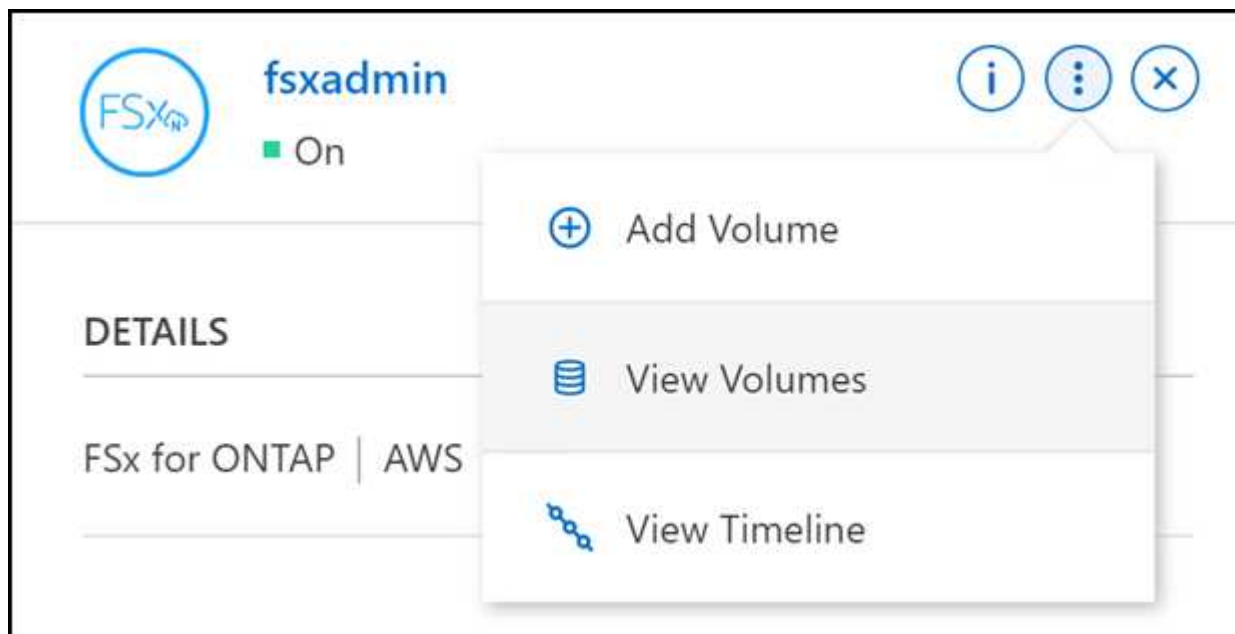 FSx
N
fsxadmin
i
On
Add Volume
DETAILS
View Volumes
FSx for ONTAP | AWS
View Timeline